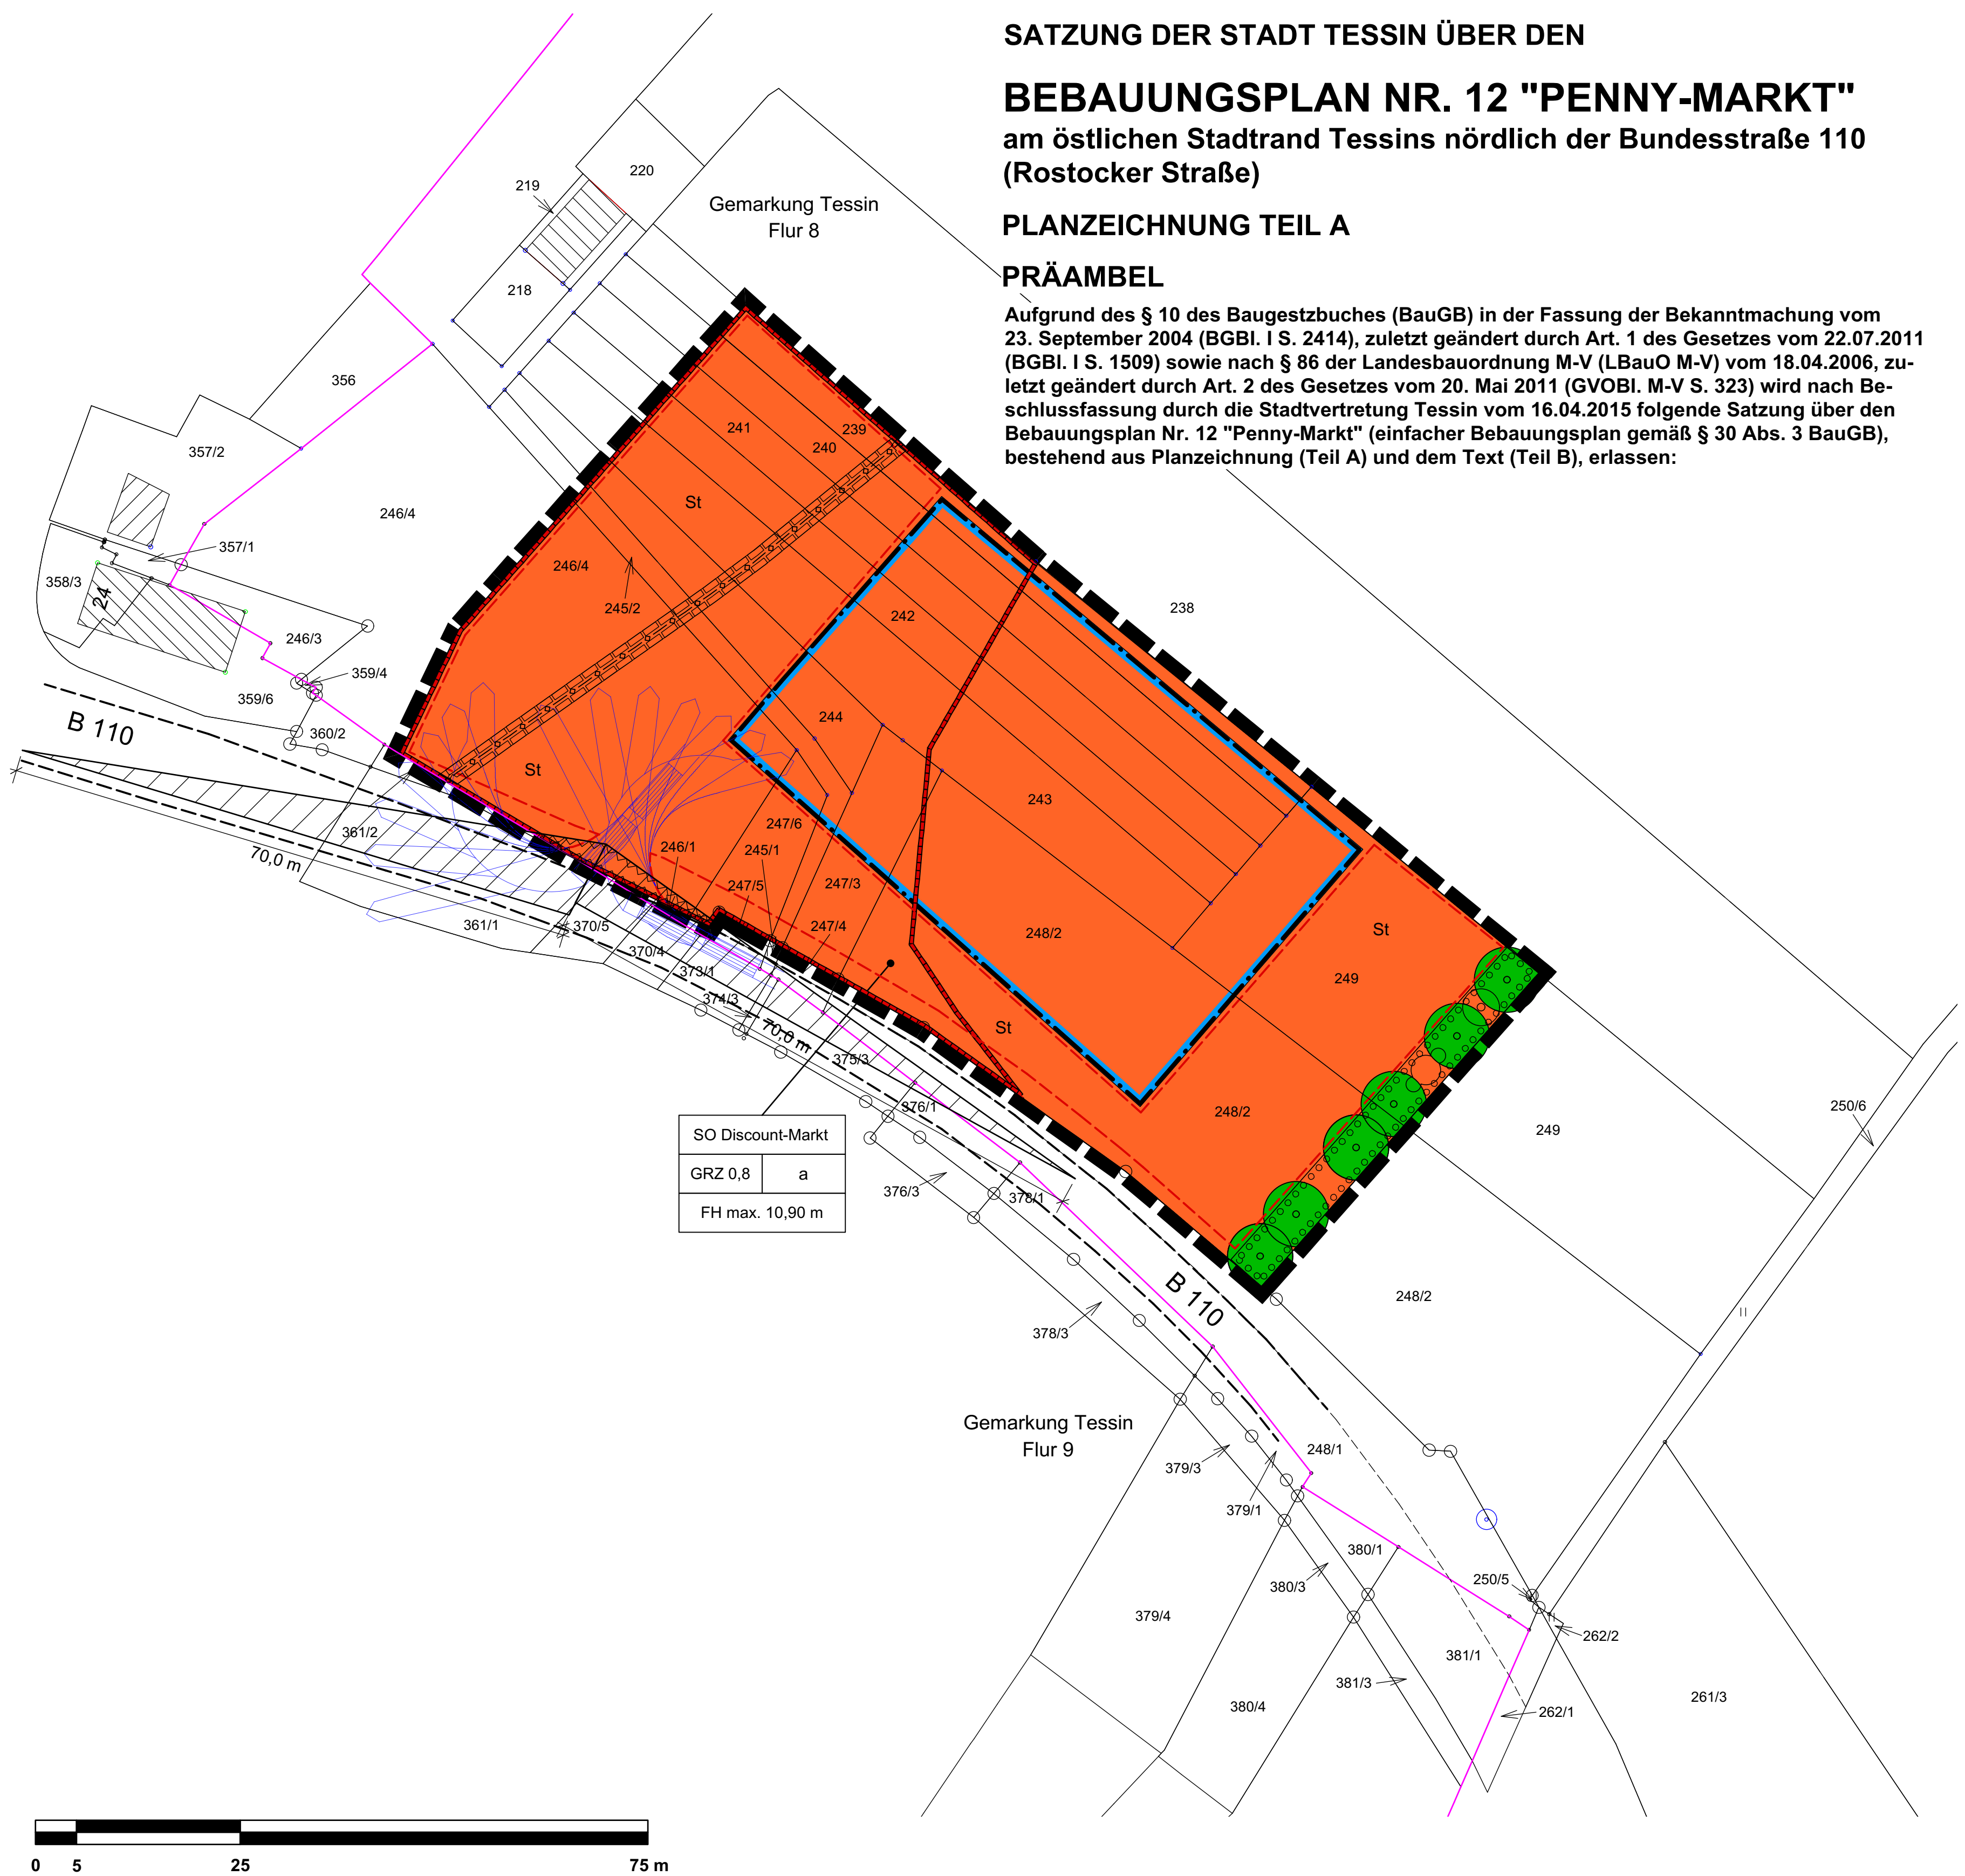 SATZUNG DER STADT TESSIN ÜBER DEN
BEBAUUNGSPLAN NR. 12 "PENNY-MARKT"
am östlichen Stadtrand Tessins nördlich der Bundesstraße 110
(Rostocker Straße)
PLANZEICHNUNG TEIL A
PRÄAMBEL
Aufgrund des § 10 des Baugestzbuches (BauGB) in der Fassung der Bekanntmachung vom
23. September 2004 (BGBl. I S. 2414), zuletzt geändert durch Art. 1 des Gesetzes vom 22.07.2011
(BGBl. I S. 1509) sowie nach § 86 der Landesbauordnung M-V (LBauO M-V) vom 18.04.2006, zu-
letzt geändert durch Art. 2 des Gesetzes vom 20. Mai 2011 (GVOBl. M-V S. 323) wird nach Be-
schlussfassung durch die Stadtvertretung Tessin vom 16.04.2015 folgende Satzung über den
Bebauungsplan Nr. 12 "Penny-Markt" (einfacher Bebauungsplan gemäß § 30 Abs. 3 BauGB),
bestehend aus Planzeichnung (Teil A) und dem Text (Teil B), erlassen:
220
219
Gemarkung Tessin
Flur 8
218
356
357/2
241
239
240
St
246/4
357/1
246/4
358/3
24
245/2
242
238
246/3
359/4
359/6
B 110
360/2
244
St
243
361/2
70,0 m
247/6
246/1
245/1
247/5
247/3
361/1
370/5
247/4
248/2
St
370/4
373/1
249
374/3
70,0 m
St
375/3
376/1
248/2
250/6
249
SO Discount-Markt
GRZ 0,8
a
FH max. 10,90 m
376/3
378/1
B 110
248/2
378/3
Gemarkung Tessin
Flur 9
248/1
379/3
379/1
380/1
250/5
380/3
379/4
262/2
381/1
381/3
261/3
380/4
262/1
0
5
25
75 m